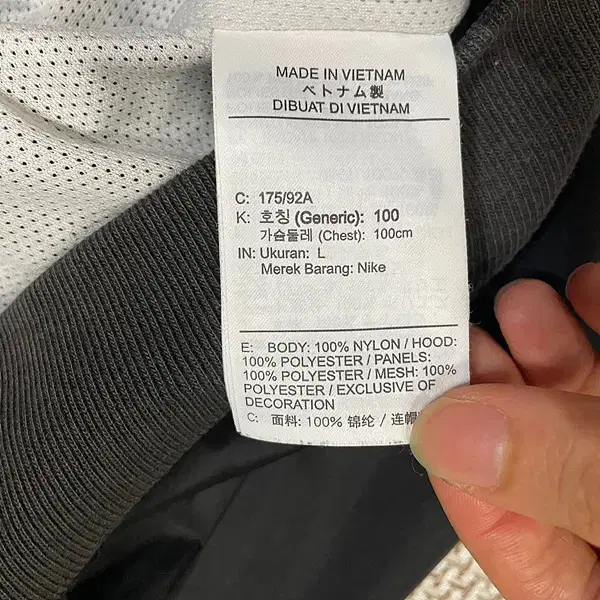 MADE IN VIETNAM
ベトナム製
DIBUAT DI VIETNAM
C: 175/92A
K: 호칭 (Generic): 100
가슴둘레 (Chest): 100cm
IN: Ukuran: L
Merek Barang: Nike
E: BODY: 100% NYLON / HOOD:
100% POLYESTER / PANELS:
100% POLYESTER / MESH: 100%
POLYESTER / EXCLUSIVE OF
DECORATION
C: 面料: 100% 锦纶 / 连帽